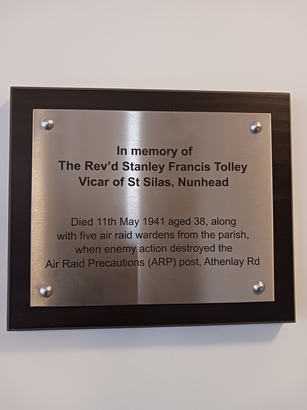 In memory of
The Rev'd Stanley Francis Tolley
Vicar of St Silas, Nunhead
Died 11th May 1941 aged 38, along
with five air raid wardens from the parish,
when enemy action destroyed the
Air Raid Precautions (ARP) post, Athenlay Rd